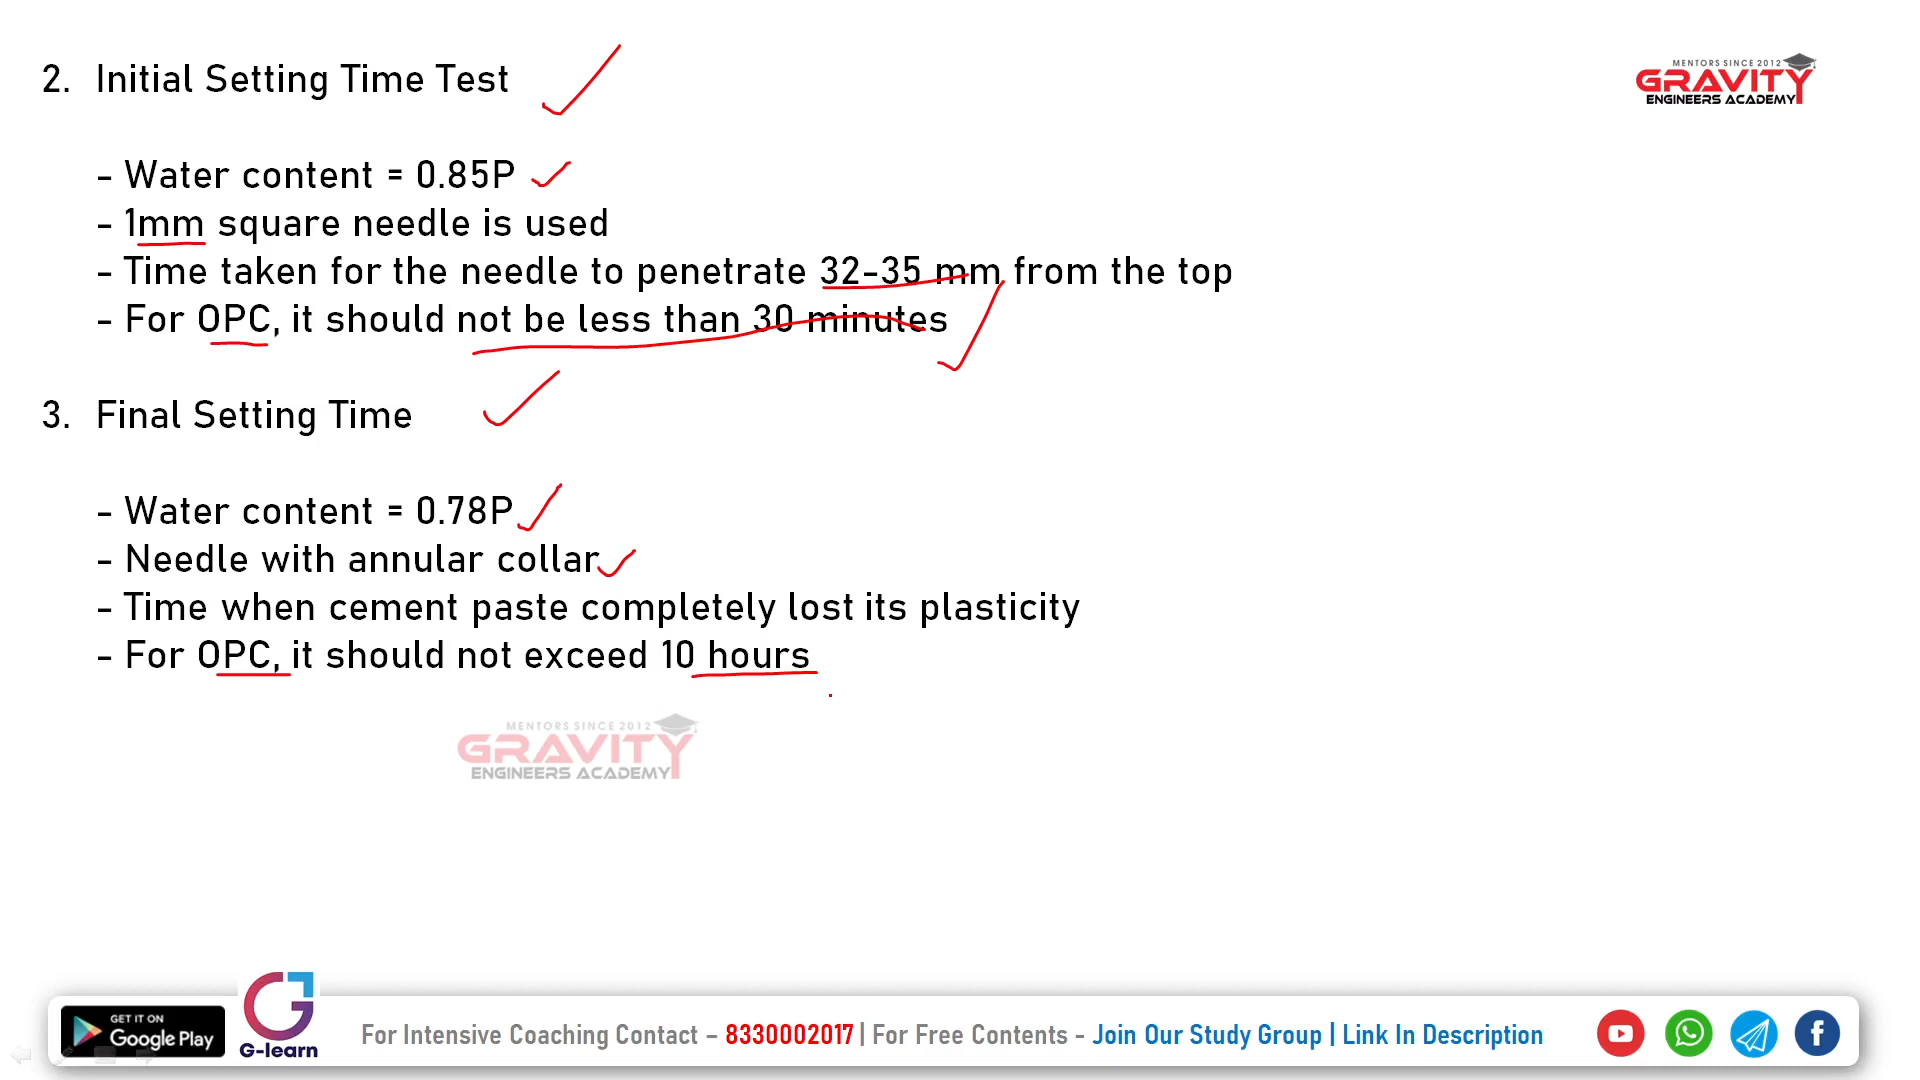 2. Initial Setting Time Test
MENTORS SINCE 2012
GRAVITY
ENGINEERS ACADEMY
- Water content = 0.85P
- 1mm square needle is used
- Time taken for the needle to penetrate 32-35 mm from the top
- For OPC, it should not be less than 30 minutes
3. Final Setting Time
- Water content = 0.78P
- Needle with annular collar
- Time when cement paste completely lost its plasticity
- For OPC, it should not exceed 10 hours
MENTORS SINCE 2012
GRAVITY
ENGINEERS ACADEMY
GET IT ON
Google Play
G-learn
For Intensive Coaching Contact – 8330002017 | For Free Contents - Join Our Study Group | Link In Description